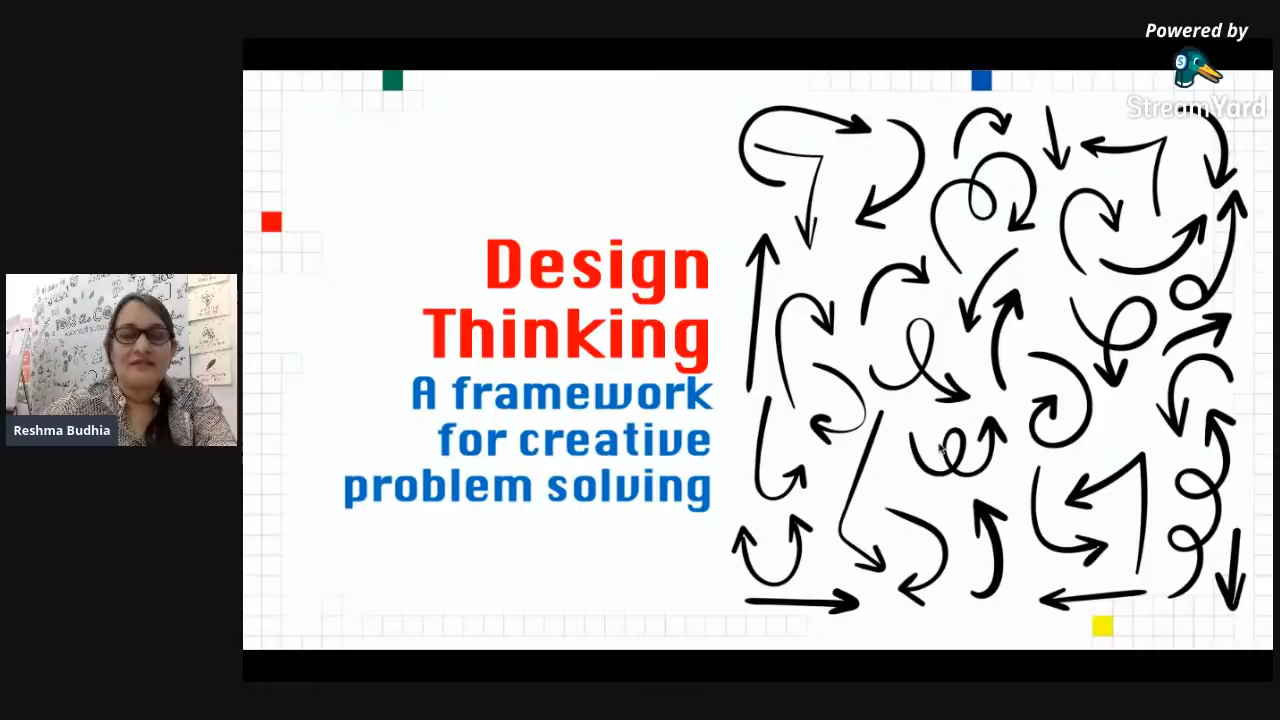 Powered by
StreamYard
Design
Thinking
A framework
for creative
problem solving
Reshma Budhia